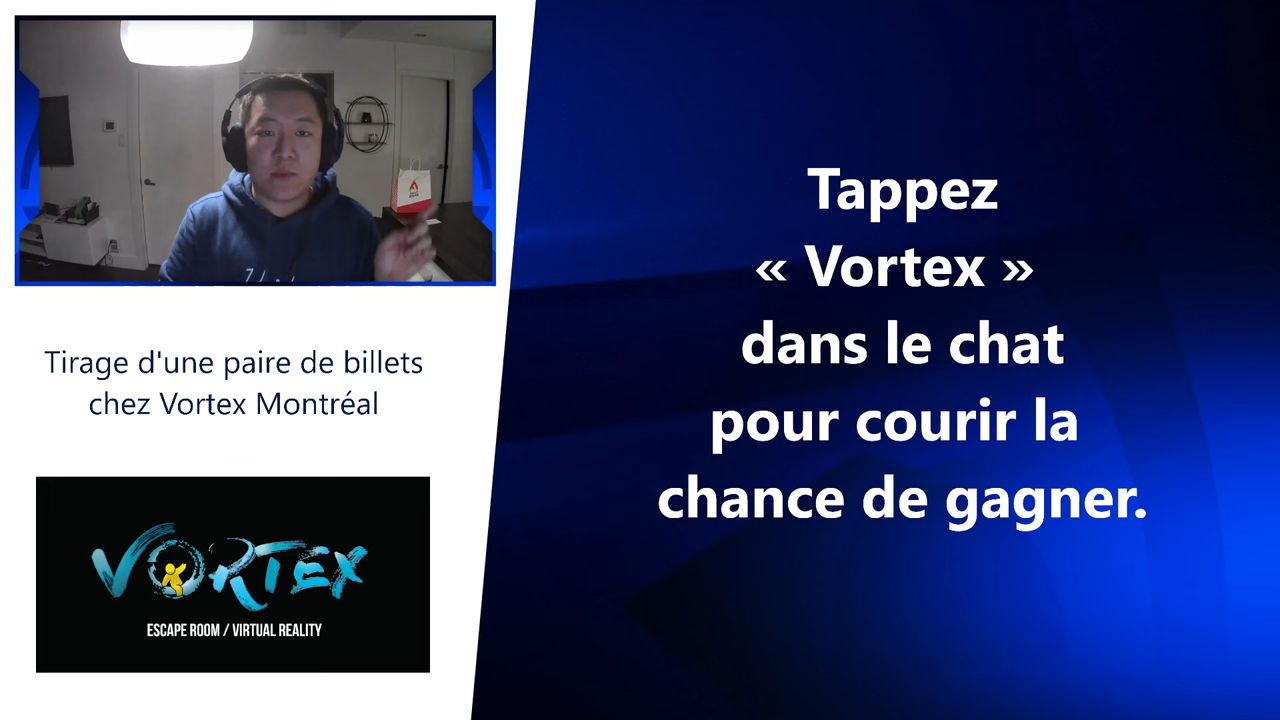 Tirage d'une paire de billets
chez Vortex Montréal
VORTEX
ESCAPE ROOM / VIRTUAL REALITY
Tappez
« Vortex »
dans le chat
pour courir la
chance de gagner.